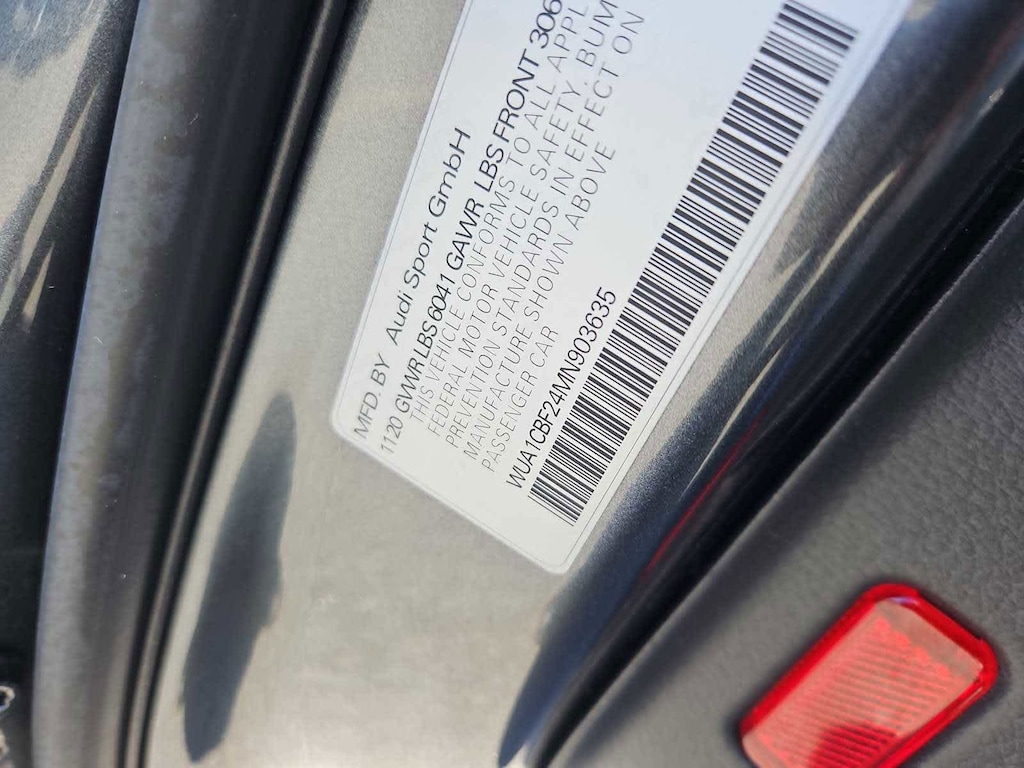 MFD. BY Audi Sport GmbH
1120 GVWR LBS 6041 GAWR LBS FRONT 306
THIS VEHICLE CONFORMS TO ALL APPL
FEDERAL MOTOR VEHICLE SAFETY, BUM
PREVENTION STANDARDS IN EFFECT ON
MANUFACTURE SHOWN ABOVE
PASSENGER CAR
WUA1CBF24MN903635